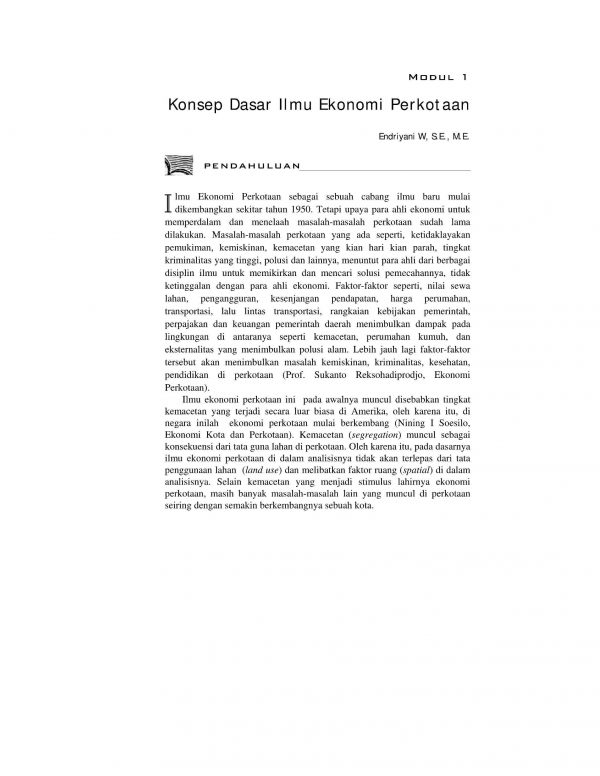 Modul 1
Konsep Dasar Ilmu Ekonomi Perkotaan
Endriyani W, S.E., M.E.
PENDAHULUAN
Ilmu Ekonomi Perkotaan sebagai sebuah cabang ilmu baru mulai
dikembangkan sekitar tahun 1950. Tetapi upaya para ahli ekonomi untuk
memperdalam dan menelaah masalah-masalah perkotaan sudah lama
dilakukan. Masalah-masalah perkotaan yang ada seperti, ketidaklayakan
pemukiman, kemiskinan, kemacetan yang kian hari kian parah, tingkat
kriminalitas yang tinggi, polusi dan lainnya, menuntut para ahli dari berbagai
disiplin ilmu untuk memikirkan dan mencari solusi pemecahannya, tidak
ketinggalan dengan para ahli ekonomi. Faktor-faktor seperti, nilai sewa
lahan, pengangguran, kesenjangan pendapatan, harga perumahan,
transportasi, lalu lintas transportasi, rangkaian kebijakan pemerintah,
perpajakan dan keuangan pemerintah daerah menimbulkan dampak pada
lingkungan di antaranya seperti kemacetan, perumahan kumuh, dan
eksternalitas yang menimbulkan polusi alam. Lebih jauh lagi faktor-faktor
tersebut akan menimbulkan masalah kemiskinan, kriminalitas, kesehatan,
pendidikan di perkotaan (Prof. Sukanto Reksohadiprodjo, Ekonomi
Perkotaan).
Ilmu ekonomi perkotaan ini pada awalnya muncul disebabkan tingkat
kemacetan yang terjadi secara luar biasa di Amerika, oleh karena itu, di
negara inilah ekonomi perkotaan mulai berkembang (Nining I Soesilo,
Ekonomi Kota dan Perkotaan). Kemacetan (segregation) muncul sebagai
konsekuensi dari tata guna lahan di perkotaan. Oleh karena itu, pada dasarnya
ilmu ekonomi perkotaan di dalam analisisnya tidak akan terlepas dari tata
penggunaan lahan (land use) dan melibatkan faktor ruang (spatial) di dalam
analisisnya. Selain kemacetan yang menjadi stimulus lahirnya ekonomi
perkotaan, masih banyak masalah-masalah lain yang muncul di perkotaan
seiring dengan semakin berkembangnya sebuah kota.